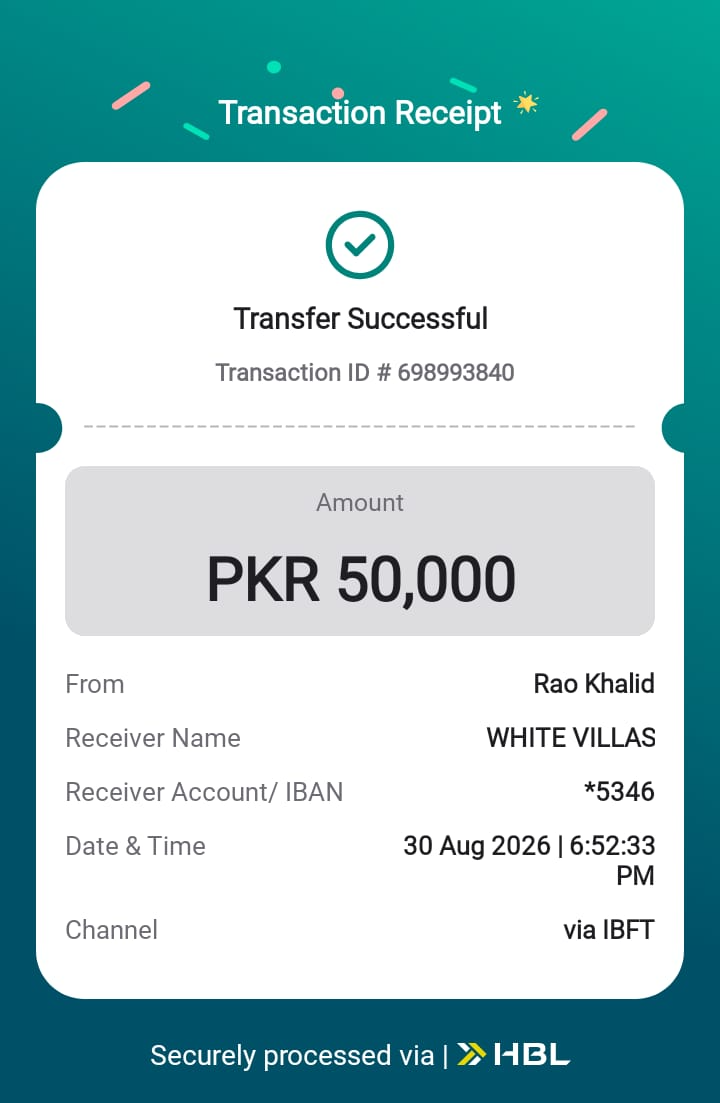 Transaction Receipt
Transfer Successful
Transaction ID # 698993840
Amount
PKR 50,000
From Rao Khalid
Receiver Name WHITE VILLAS
Receiver Account/ IBAN *5346
Date & Time 30 Aug 2026 | 6:52:33
PM
Channel via IBFT
Securely processed via | HBL